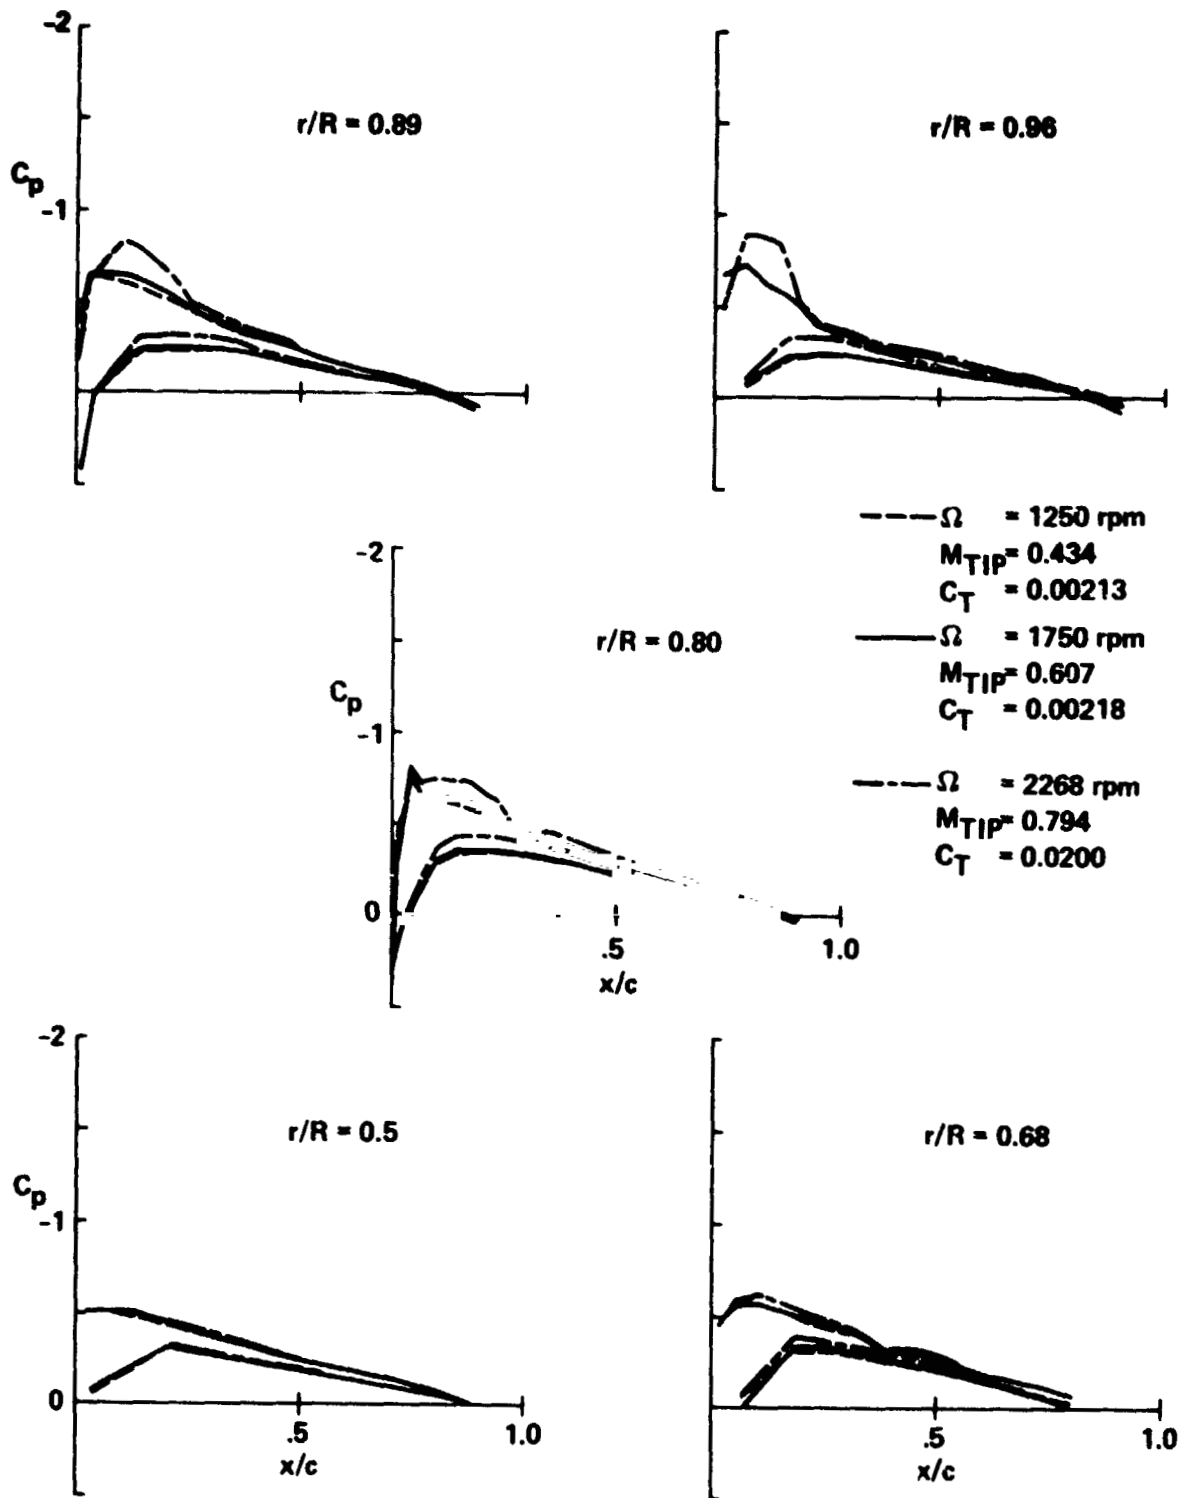 -2
r/R = 0.89
Cp
-1
r/R = 0.96
Ω = 1250 rpm
MTIP = 0.434
CT = 0.00213
Ω = 1750 rpm
MTIP = 0.607
CT = 0.00218
Ω = 2268 rpm
MTIP = 0.794
CT = 0.0200
-2
r/R = 0.80
Cp
-1
0
.5
1.0
x/c
-2
r/R = 0.5
Cp
-1
0
.5
1.0
x/c
r/R = 0.68
.5
1.0
x/c